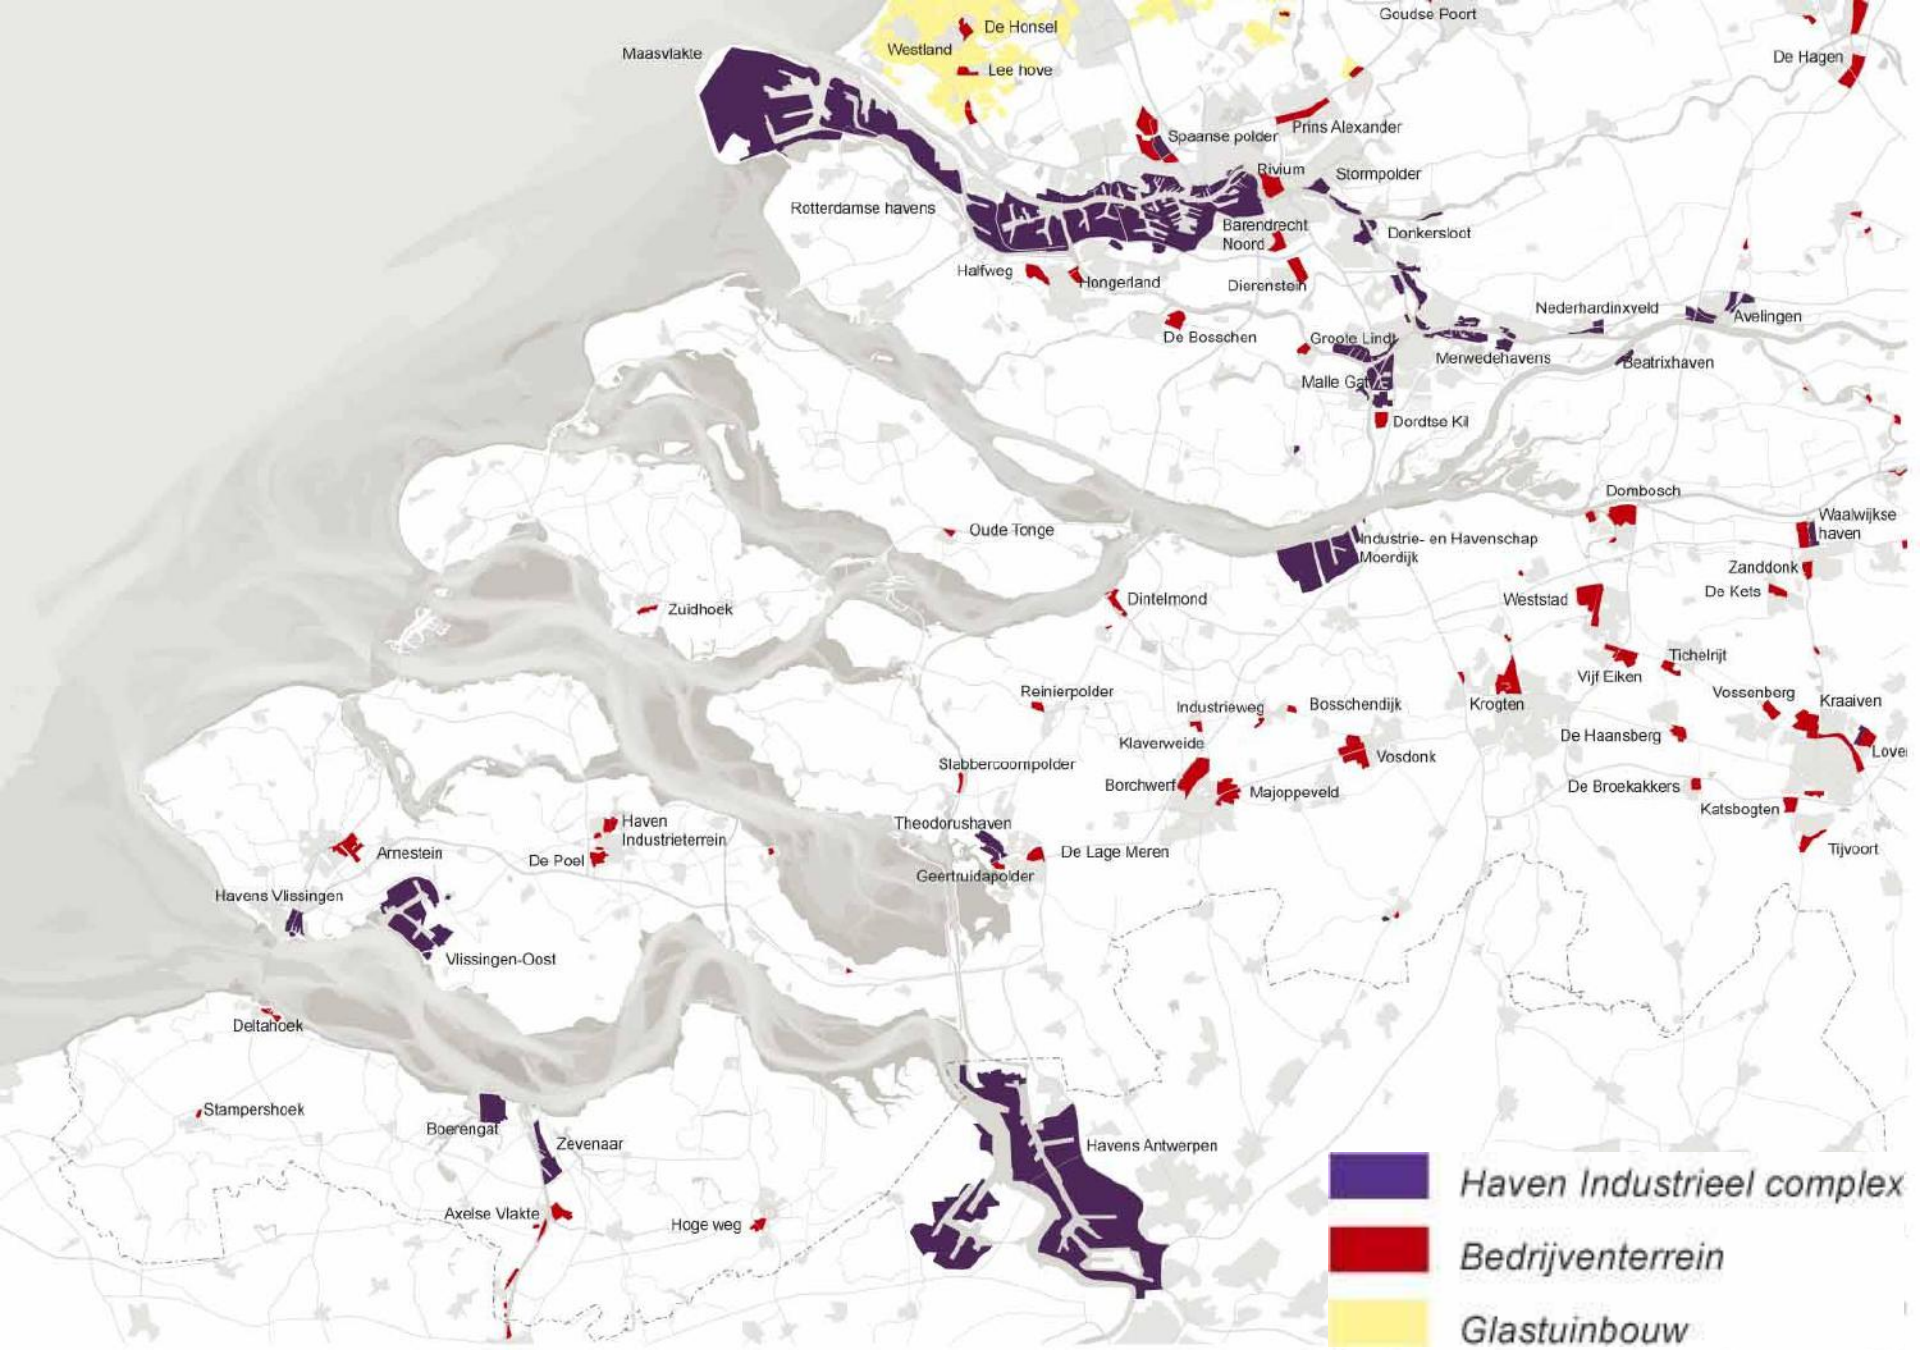 Goudse Poort
De Honsel
Westland
Maasvlakte
De Hagen
Lee hove
Prins Alexander
Spaanse polder
Rivium
Stormpolder
Rotterdamse havens
Barendrecht
Noord
Donkersloot
Halfweg
Hongerland
Dierenstein
Nederhardinxveld
Avelingen
De Bosschen
Groote Lindt
Merwedehavens
Beatrixhaven
Malle Gat
Dordtse Kil
Dombosch
Waalwijkse
haven
Oude Tonge
Industrie- en Havenschap
Moerdijk
Zanddonk
De Kets
Dintelmond
Weststad
Zuidhoek
Tichelrijt
Vijf Eiken
Reinierpolder
Vossenberg
Kraaiven
Industrieweg
Bosschendijk
Krogten
De Haansberg
Klaverweide
Love
Vosdonk
Slabbercoornpolder
Borchwerf
Majoppeveld
De Broekakkers
Katsbogten
Haven
Industrieterrein
Theodorushaven
Tijvoort
Arnestein
De Poel
De Lage Meren
Geertruidapolder
Havens Vlissingen
Vlissingen-Oost
Deltahoek
Stampershoek
Boerengat
Zevenaar
Havens Antwerpen
Axelse Vlakte
Hoge weg
Haven Industrieel complex
Bedrijventerrein
Glastuinbouw